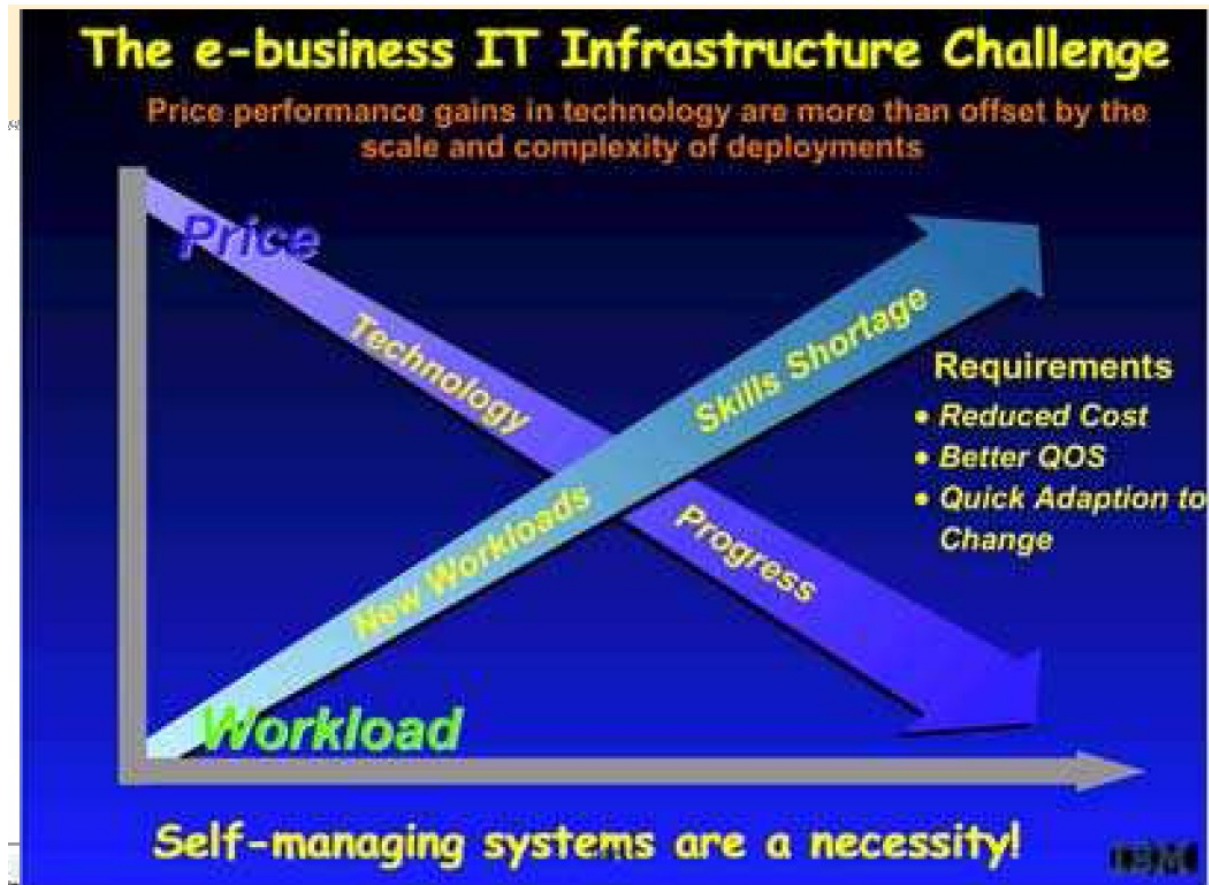 The e-business IT Infrastructure Challenge
Price performance gains in technology are more than offset by the
scale and complexity of deployments
Price
Technology
Skills Shortage
Requirements
• Reduced Cost
• Better QOS
• Quick Adaption to
Change
New Workloads
Progress
Workload
Self-managing systems are a necessity!
IBM